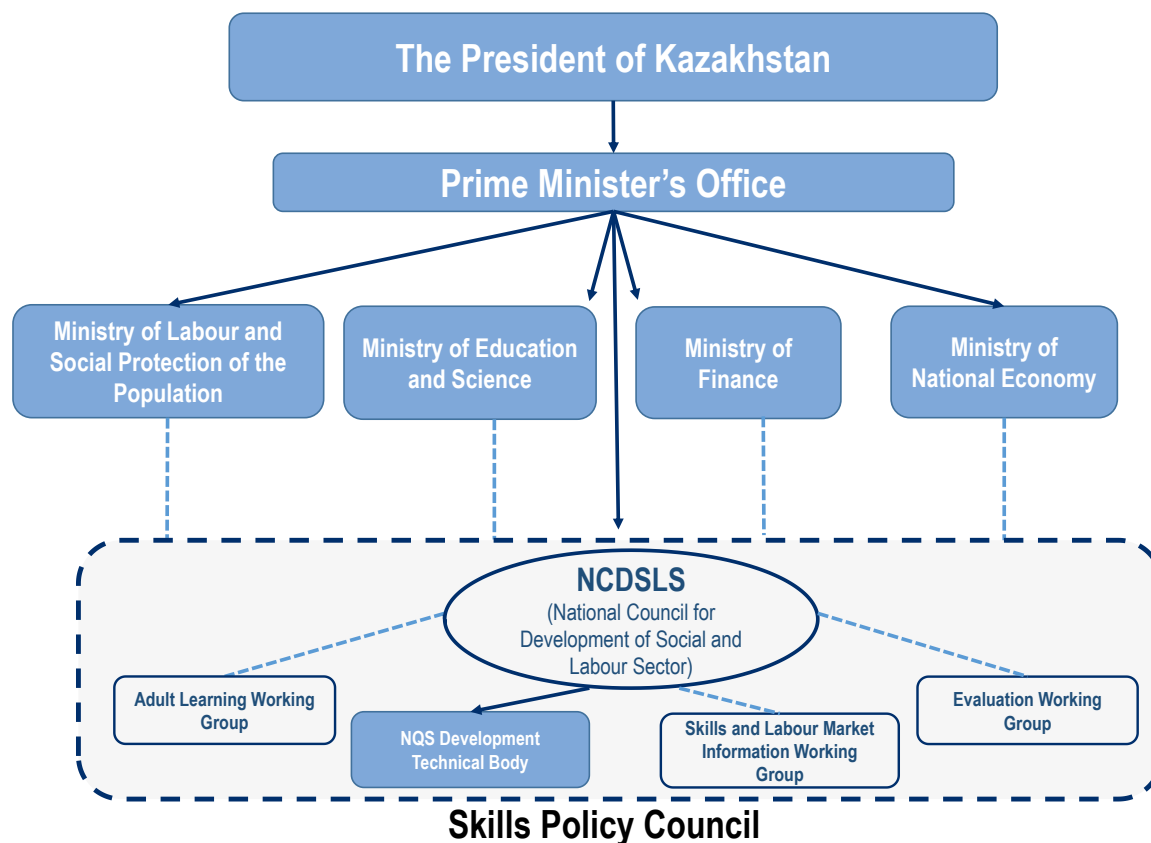 The President of Kazakhstan
Prime Minister’s Office
Ministry of Labour and
Social Protection of the
Population
Ministry of Education
and Science
Ministry of
Finance
Ministry of
National Economy
NCDSLS
(National Council for
Development of Social and
Labour Sector)
Adult Learning Working
Group
NQS Development
Technical Body
Skills and Labour Market
Information Working
Group
Evaluation Working
Group
Skills Policy Council